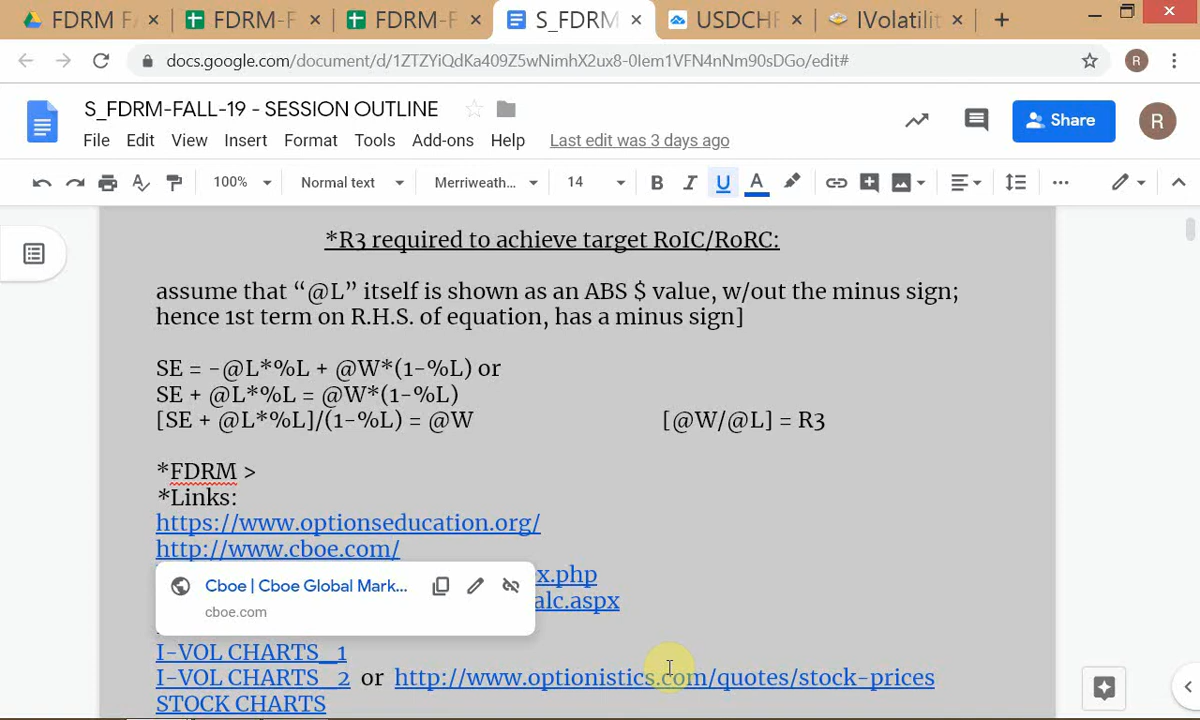 FDRM F
FDRM-F
FDRM-F
S_FDRM
USDCHF
IVolatilit
docs.google.com/document/d/1ZTZYiQdKa409Z5wNimhX2ux8-0lem1VFN4nNm90sDGo/edit#
R
S_FDRM-FALL-19 - SESSION OUTLINE
Share
R
File Edit View Insert Format Tools Add-ons Help Last edit was 3 days ago
100% Normal text Merriweath... 14 B I U A
*R3 required to achieve target RoIC/RoRC:
assume that “@L” itself is shown as an ABS $ value, w/out the minus sign;
hence 1st term on R.H.S. of equation, has a minus sign]
SE = -@L*%L + @W*(1-%L) or
SE + @L*%L = @W*(1-%L)
[SE + @L*%L]/(1-%L) = @W [@W/@L] = R3
*FDRM >
*Links:
https://www.optionseducation.org/
http://www.cboe.com/
x.php
Cboe | Cboe Global Mark...
alc.aspx
cboe.com
I-VOL CHARTS_1
I-VOL CHARTS_2 or http://www.optionistics.com/quotes/stock-prices
STOCK CHARTS